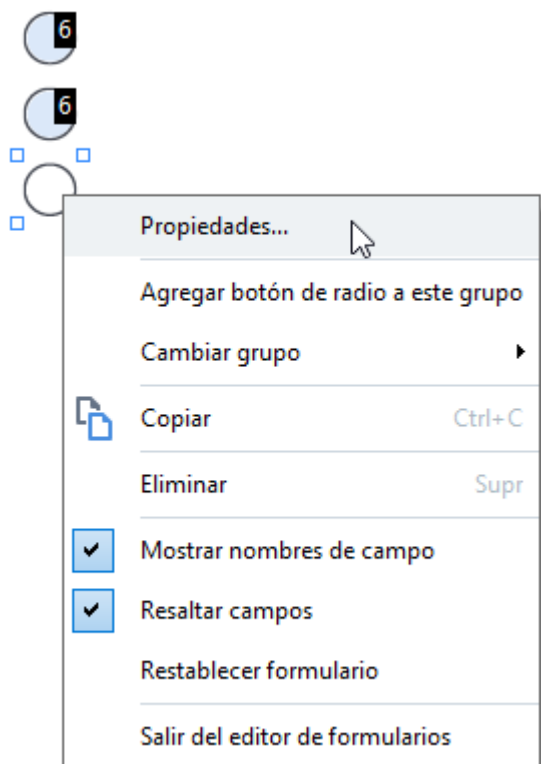 6
6
Propiedades...
Agregar botón de radio a este grupo
Cambiar grupo
Copiar Ctrl+C
Eliminar Supr
Mostrar nombres de campo
Resaltar campos
Restablecer formulario
Salir del editor de formularios